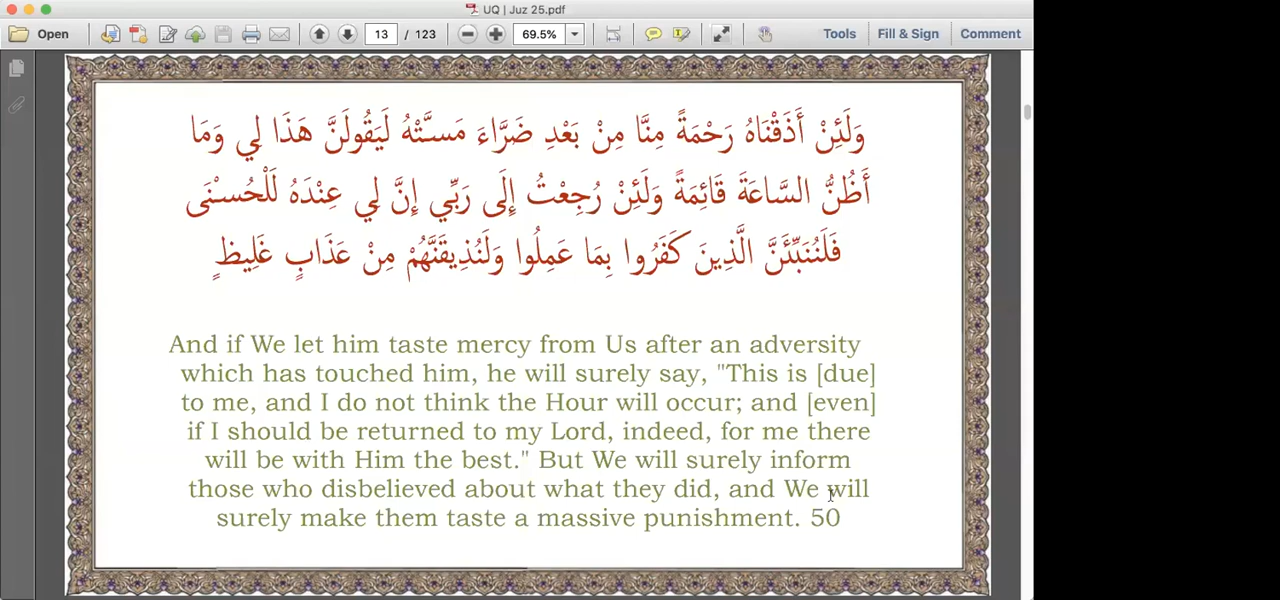 UQ | Juz 25.pdf
Open 13 / 123 69.5% Tools Fill & Sign Comment
وَلَئِنْ أَذَقْنَاهُ رَحْمَةً مِنَّا مِنْ بَعْدِ ضَرَّاءَ مَسَّتْهُ لَيَقُولَنَّ هَذَا لِي وَمَا
أَظُنُّ السَّاعَةَ قَائِمَةً وَلَئِنْ رُجِعْتُ إِلَى رَبِّي إِنَّ لِي عِنْدَهُ لَلْحُسْنَى
فَلَنُنَبِّئَنَّ الَّذِينَ كَفَرُوا بِمَا عَمِلُوا وَلَنُذِيقَنَّهُمْ مِنْ عَذَابٍ غَلِيظٍ
And if We let him taste mercy from Us after an adversity
which has touched him, he will surely say, "This is [due]
to me, and I do not think the Hour will occur; and [even]
if I should be returned to my Lord, indeed, for me there
will be with Him the best." But We will surely inform
those who disbelieved about what they did, and We will
surely make them taste a massive punishment. 50